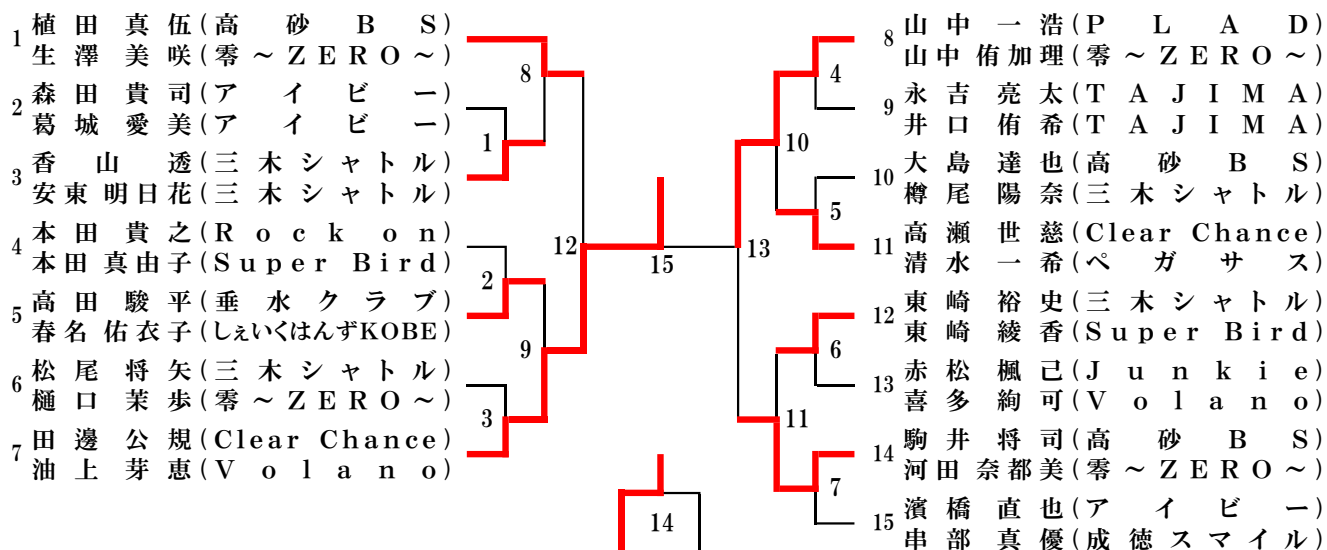 1 植田真伍(高砂BS)
生澤美咲(零～ZERO～)
2 森田貴司(アイビー)
葛城愛美(アイビー)
3 香山透(三木シャトル)
安東明日花(三木シャトル)
4 本田貴之(Rock on)
本田真由子(Super Bird)
5 高田駿平(垂水クラブ)
春名佑衣子(しぇいくはんずKOBE)
6 松尾将矢(三木シャトル)
樋口茉歩(零～ZERO～)
7 田邊公規(Clear Chance)
油上芽恵(Volano)
8
1
2
9
3
12
15
14
13
4
10
5
6
11
7
8 山中一浩(PLAD)
山中侑加理(零～ZERO～)
9 永吉亮太(TAJIMA)
井口侑希(TAJIMA)
10 大島達也(高砂BS)
樽尾陽奈(三木シャトル)
11 高瀬世慈(Clear Chance)
清水一希(ペガサス)
12 東崎裕史(三木シャトル)
東崎綾香(Super Bird)
13 赤松楓己(Junkie)
喜多絢可(Volano)
14 駒井将司(高砂BS)
河田奈都美(零～ZERO～)
15 濱橋直也(アイビー)
串部真優(成徳スマイル)